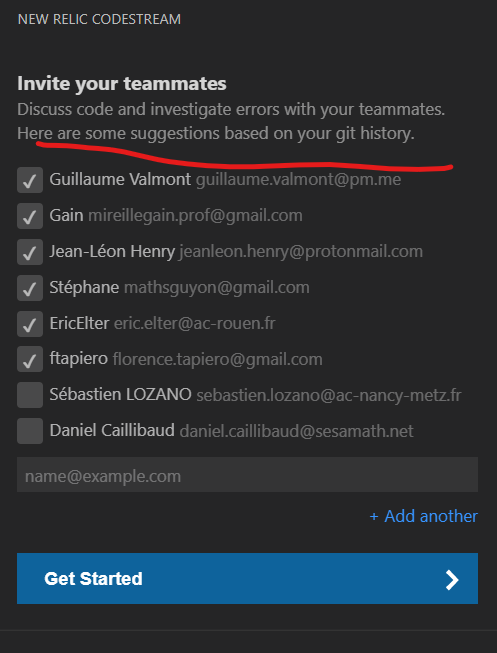 NEW RELIC CODESTREAM
Invite your teammates
Discuss code and investigate errors with your teammates.
Here are some suggestions based on your git history.
Guillaume Valmont guillaume.valmont@pm.me
Gain mireillegain.prof@gmail.com
Jean-Léon Henry jeanleon.henry@protonmail.com
Stéphane mathsguyon@gmail.com
EricElter eric.elter@ac-rouen.fr
ftapiero florence.tapiero@gmail.com
Sébastien LOZANO sebastien.lozano@ac-nancy-metz.fr
Daniel Caillibaud daniel.caillibaud@sesamath.net
name@example.com
+ Add another
Get Started